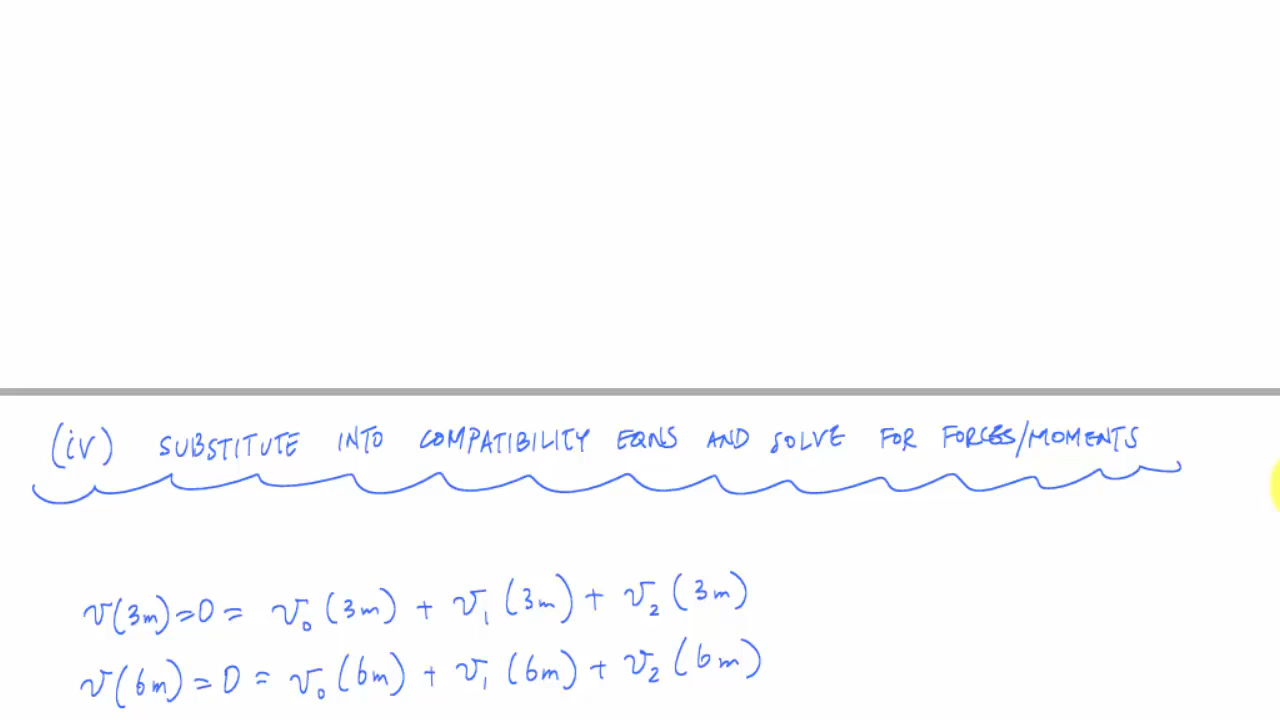 (iv) SUBSTITUTE INTO COMPATIBILITY EQNS AND SOLVE FOR FORCES/MOMENTS
v(3m)=0= v₀(3m) + v₁(3m) + v₂(3m)
v(6m)=0= v₀(6m) + v₁(6m) + v₂(6m)